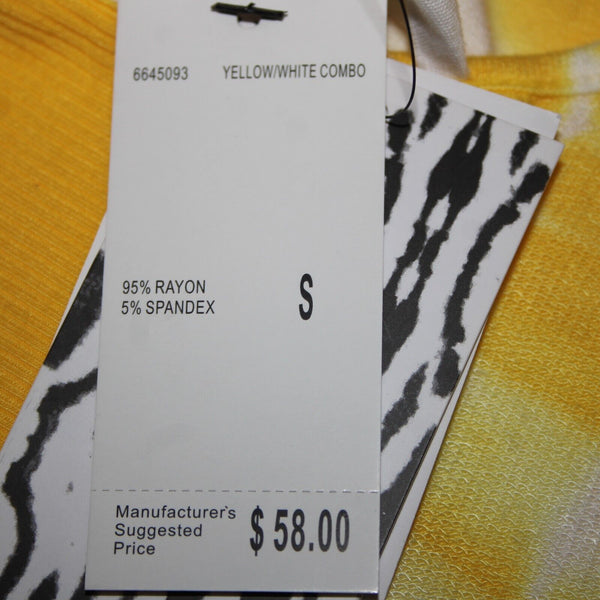 6645093 YELLOW/WHITE COMBO
95% RAYON
5% SPANDEX
S
Manufacturer`s
Suggested
Price
$ 58.00